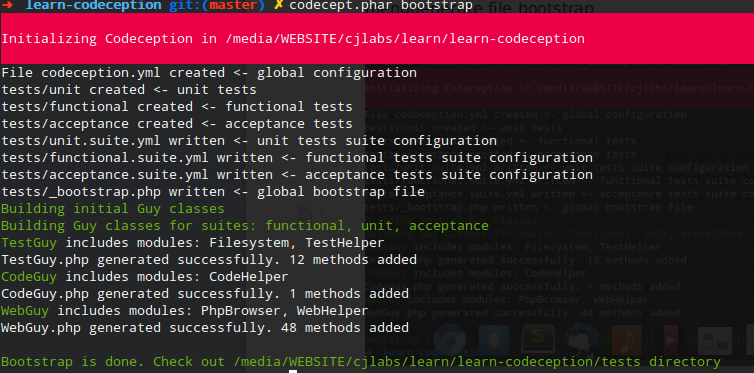 ➜ learn-codeception git:(master) ✗ codecept.phar bootstrap
Initializing Codeception in /media/WEBSITE/cjlabs/learn/learn-codeception
File codeception.yml created <- global configuration
tests/unit created <- unit tests
tests/functional created <- functional tests
tests/acceptance created <- acceptance tests
tests/unit.suite.yml written <- unit tests suite configuration
tests/functional.suite.yml written <- functional tests suite configuration
tests/acceptance.suite.yml written <- acceptance tests suite configuration
tests/_bootstrap.php written <- global bootstrap file
Building initial Guy classes
Building Guy classes for suites: functional, unit, acceptance
TestGuy includes modules: Filesystem, TestHelper
TestGuy.php generated successfully. 12 methods added
CodeGuy includes modules: CodeHelper
CodeGuy.php generated successfully. 1 methods added
WebGuy includes modules: PhpBrowser, WebHelper
WebGuy.php generated successfully. 48 methods added
Bootstrap is done. Check out /media/WEBSITE/cjlabs/learn/learn-codeception/tests directory